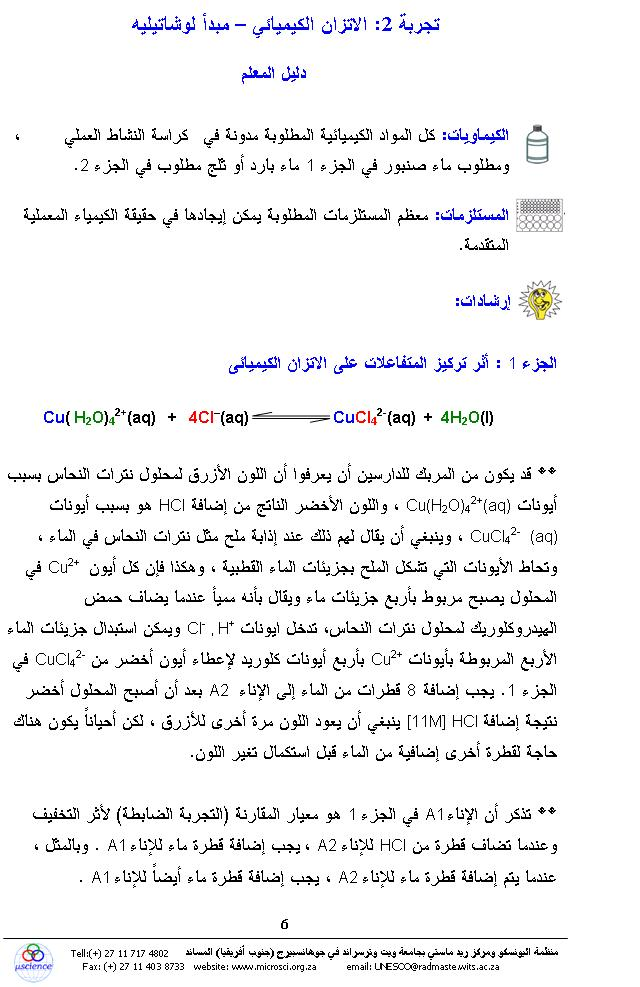 تجربة 2: الاتزان الكيميائي – مبدأ لوشاتيليه
دليل المعلم
الكيماويات: كل المواد الكيميائية المطلوبة مدونة في كراسة النشاط العملي ،
ومطلوب ماء صنبور في الجزء 1 ماء بارد أو ثلج مطلوب في الجزء 2.
المستلزمات: معظم المستلزمات المطلوبة يمكن إيجادها في حقيقة الكيمياء المعملية
المتقدمة.
إرشادات:
الجزء 1 : أثر تركيز المتفاعلات على الاتزان الكيميائى
Cu( H₂O)₄²⁺(aq) + 4Cl⁻(aq) ⇌ CuCl₄²⁻(aq) + 4H₂O(l)
** قد يكون من المربك للدارسين أن يعرفوا أن اللون الأزرق لمحلول نترات النحاس بسبب
أيونات Cu(H₂O)₄²⁺(aq) ، واللون الأخضر الناتج من إضافة HCl هو بسبب أيونات
CuCl₄²⁻ (aq) ، وينبغي أن يقال لهم ذلك عند إذابة ملح مثل نترات النحاس في الماء ،
وتحاط الأيونات التي تشكل الملح بجزيئات الماء القطبية ، وهكذا فإن كل أيون Cu²⁺ في
المحلول يصبح مربوط بأربع جزيئات ماء ويقال بأنه مميأ عندما يضاف حمض
الهيدروكلوريك لمحلول نترات النحاس، تدخل ايونات Cl⁻ , H⁺ ويمكن استبدال جزيئات الماء
الأربع المربوطة بأيونات Cu²⁺ بأربع أيونات كلوريد لإعطاء أيون أخضر من CuCl₄²⁻ في
الجزء 1. يجب إضافة 8 قطرات من الماء إلى الإناء A2 بعد أن أصبح المحلول أخضر
نتيجة إضافة HCl [11M] ينبغي أن يعود اللون مرة أخرى للأزرق ، لكن أحياناً يكون هناك
حاجة لقطرة أخرى إضافية من الماء قبل استكمال تغير اللون.
** تذكر أن الإناء A1 في الجزء 1 هو معيار المقارنة (التجربة الضابطة) لأثر التخفيف
وعندما تضاف قطرة من HCl للإناء A2 ، يجب إضافة قطرة ماء للإناء A1 . وبالمثل ،
عندما يتم إضافة قطرة ماء للإناء A2 ، يجب إضافة قطرة ماء أيضاً للإناء A1 .
6
منظمة اليونسكو ومركز ريد ماستي بجامعة ويت وترسراند في جوهانسبيرج (جنوب أفريقيا) المساند Tell:(+) 27 11 717 4802
Fax: (+) 27 11 403 8733 website: www.microsci.org.za email: UNESCO@radmaste.wits.ac.za
µscience